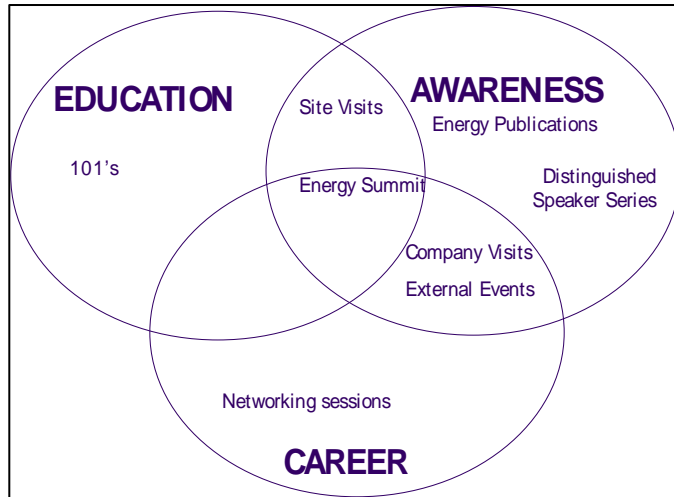 EDUCATION
AWARENESS
Site Visits
Energy Publications
101's
Distinguished
Speaker Series
Energy Summit
Company Visits
External Events
Networking sessions
CAREER